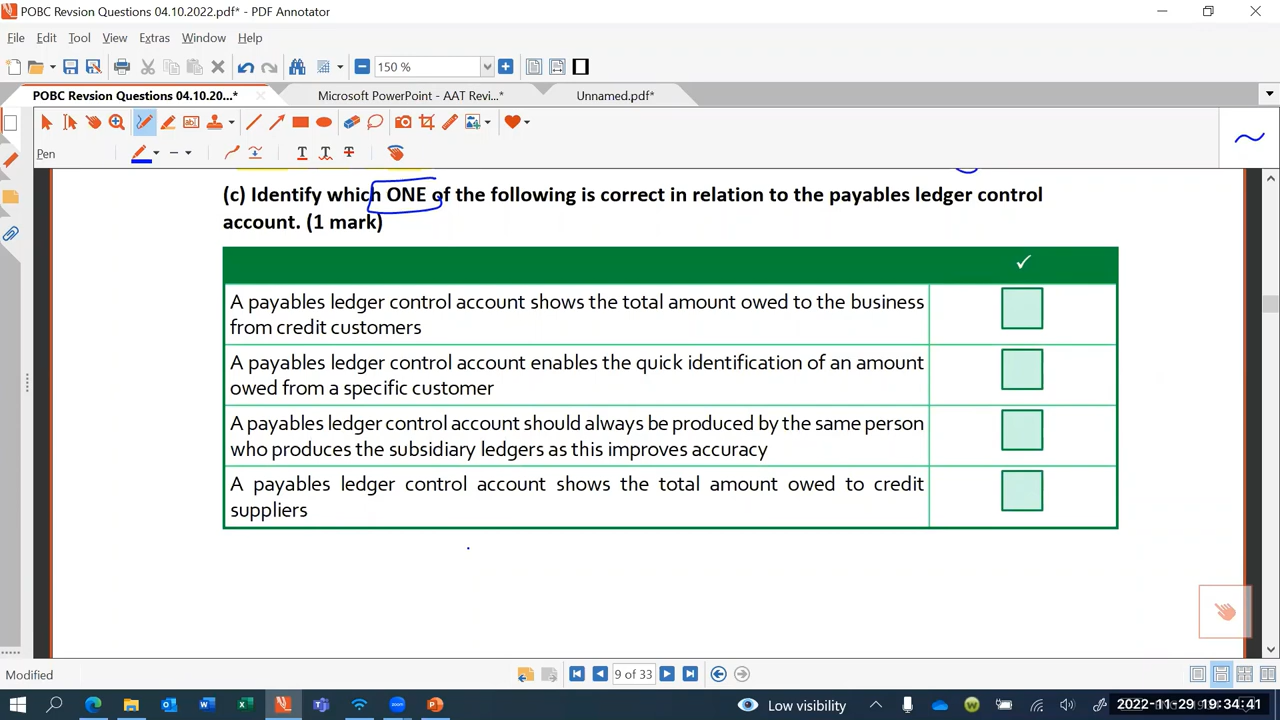 POBC Revision Questions 04.10.2022.pdf* - PDF Annotator
File Edit Tool View Extras Window Help
150 %
POBC Revsion Questions 04.10.20...* Microsoft PowerPoint - AAT Revi...* Unnamed.pdf*
Pen
(c) Identify which ONE of the following is correct in relation to the payables ledger control
account. (1 mark)
✓
A payables ledger control account shows the total amount owed to the business
from credit customers
A payables ledger control account enables the quick identification of an amount
owed from a specific customer
A payables ledger control account should always be produced by the same person
who produces the subsidiary ledgers as this improves accuracy
A payables ledger control account shows the total amount owed to credit
suppliers
Modified
9 of 33
Low visibility
2022-11-29 19:34:41